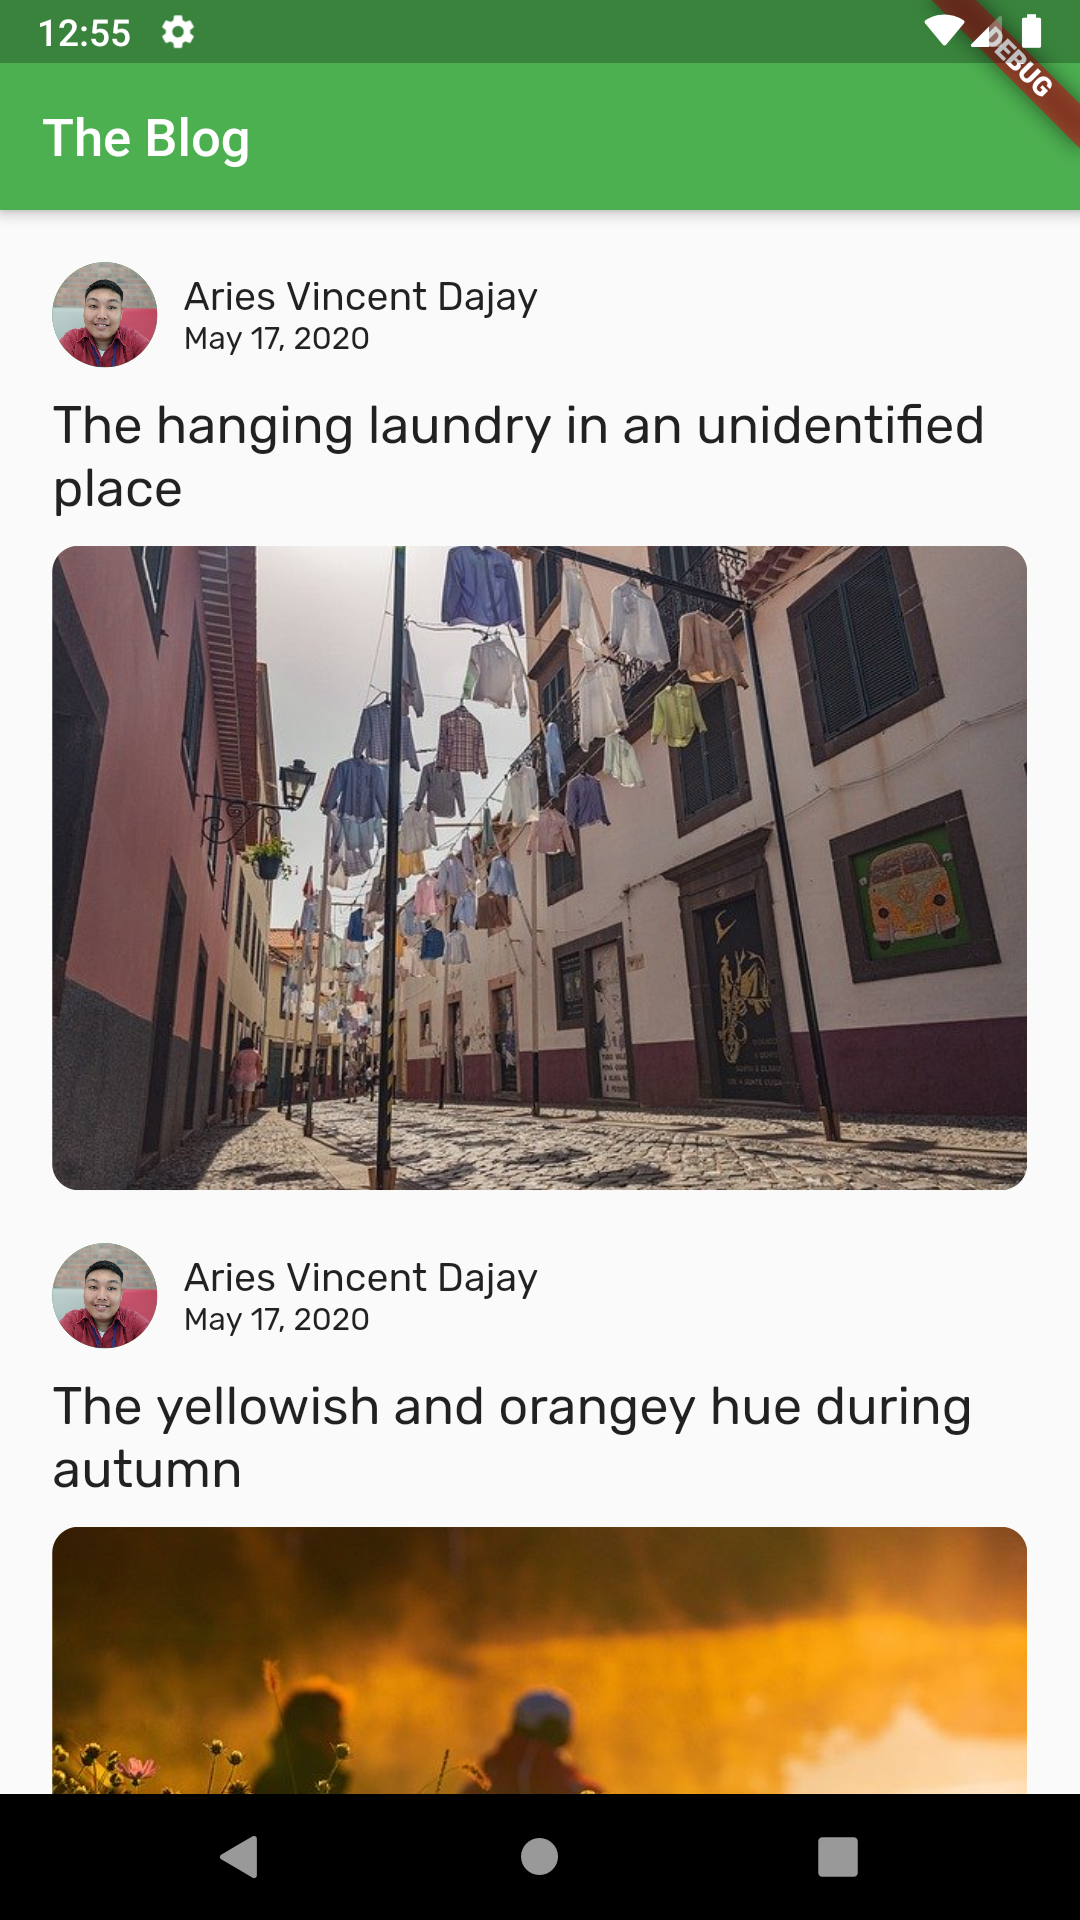 12:55
DEBUG
The Blog
Aries Vincent Dajay
May 17, 2020
The hanging laundry in an unidentified
place
Aries Vincent Dajay
May 17, 2020
The yellowish and orangey hue during
autumn